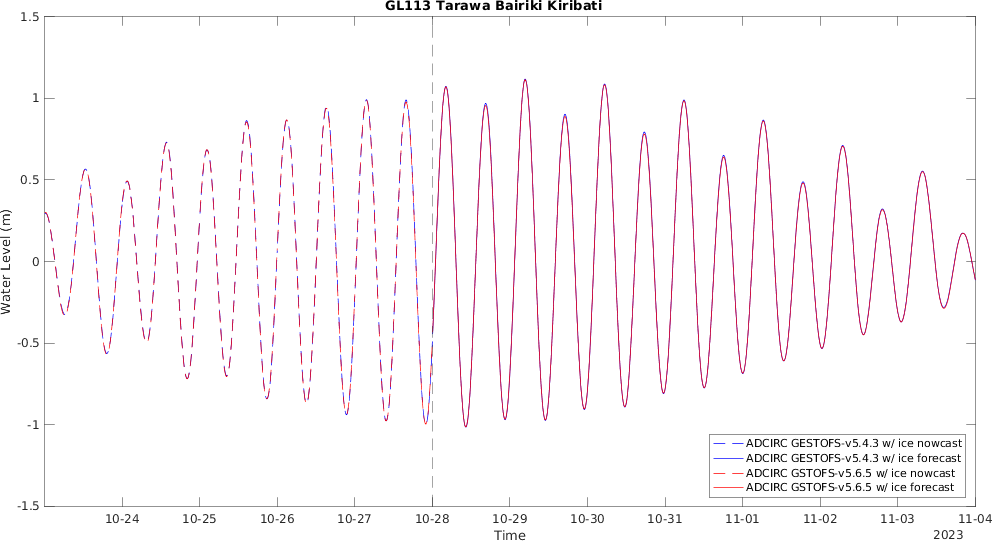 GL113 Tarawa Bairiki Kiribati
1.5
1
0.5
0
-0.5
-1
-1.5
Water Level (m)
10-24
10-25
10-26
10-27
10-28
10-29
10-30
10-31
11-01
11-02
11-03
11-04
2023
Time
ADCIRC GESTOFS-v5.4.3 w/ ice nowcast
ADCIRC GESTOFS-v5.4.3 w/ ice forecast
ADCIRC GSTOFS-v5.6.5 w/ ice nowcast
ADCIRC GSTOFS-v5.6.5 w/ ice forecast